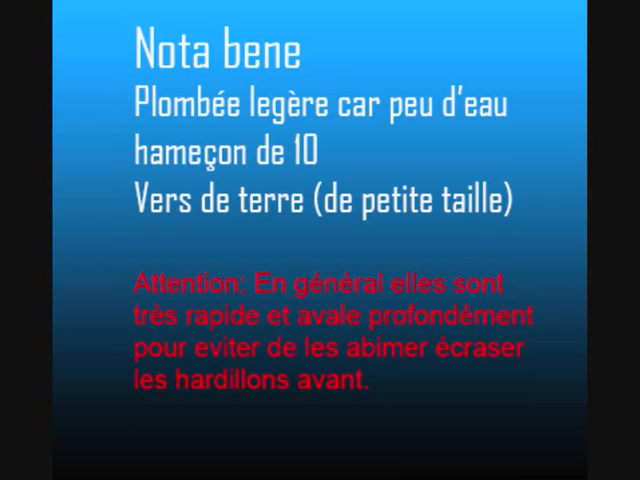 Nota bene
Plombée legère car peu d'eau
hameçon de 10
Vers de terre (de petite taille)
Attention: En général elles sont
très rapide et avale profondément
pour eviter de les abimer écraser
les hardillons avant.